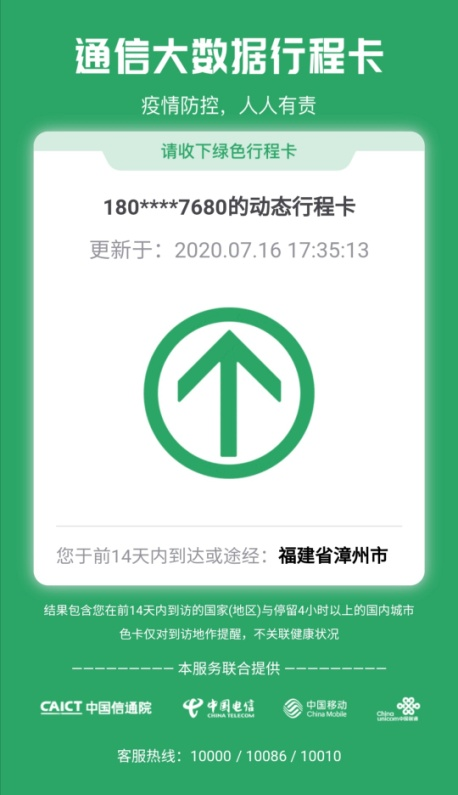 通信大数据行程卡
疫情防控，人人有责
请收下绿色行程卡
180****7680的动态行程卡
更新于：2020.07.16 17:35:13
您于前14天内到达或途经：福建省漳州市
结果包含您在前14天内到访的国家(地区)与停留4小时以上的国内城市
色卡仅对到访地作提醒，不关联健康状况
本服务联合提供
CAICT 中国信通院
中国电信 CHINA TELECOM
中国移动 China Mobile
China unicom中国联通
客服热线：10000 / 10086 / 10010